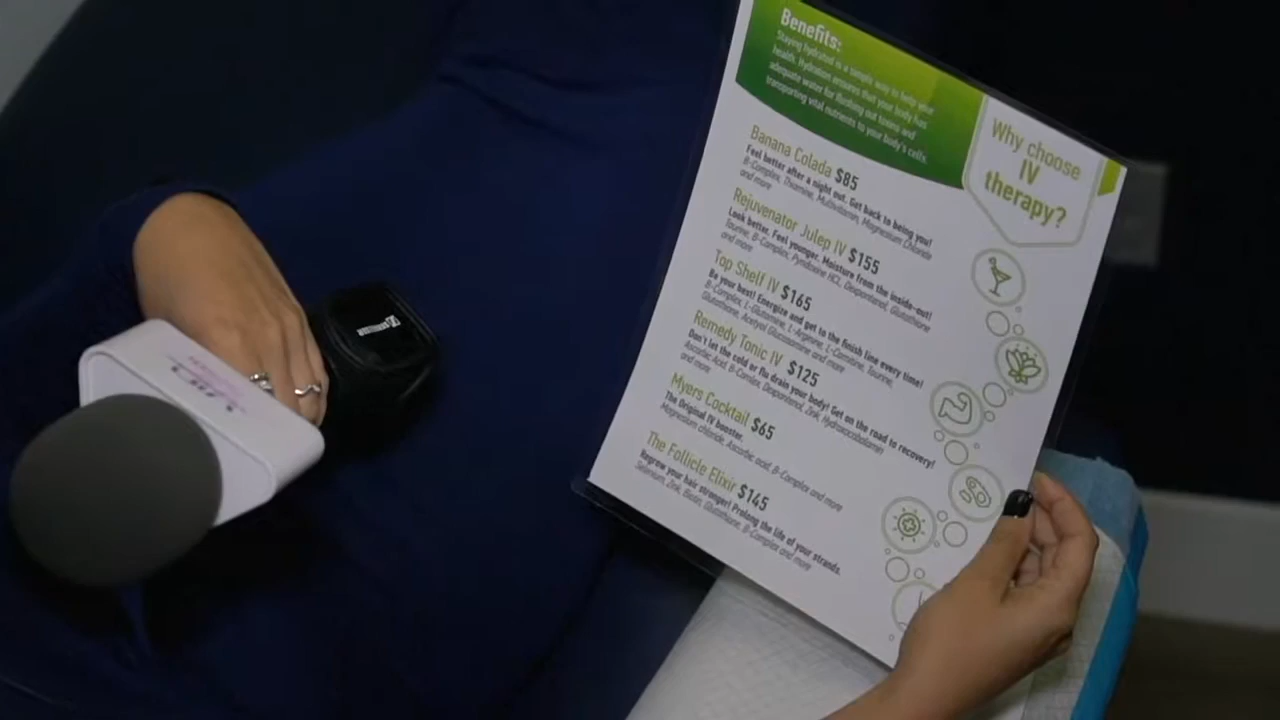 Benefits:
Staying hydrated is a simple way to help your
health. Hydration ensures that your body has
adequate water for flushing out toxins and
transporting vital nutrients to your body's cells.
Why choose
IV
therapy?
Banana Colada $85
Feel better after a night out. Get back to being you!
B-Complex, Thiamine, Multivitamin, Magnesium Chloride
and more
Rejuvenator Julep IV $155
Look better. Feel younger. Moisture from the inside-out!
Taurine, B-Complex, Pyridoxine HCL, Dexpanthenol, Glutathione
and more
Top Shelf IV $165
Be your best! Energize and get to the finish line every time!
B-Complex, L-Glutamine, L-Arginine, L-Carnitine, Taurine,
Glutathione, Acetyl Glucosamine and more
Remedy Tonic IV $125
Don't let the cold or flu drain your body! Get on the road to recovery!
Ascorbic Acid, B-Complex, Dexpanthenol, Zink, Hydroxocobalamin
and more
Myers Cocktail $65
The Original IV booster.
Magnesium chloride, Ascorbic acid, B-Complex and more
The Follicle Elixir $145
Regrow your hair stronger! Prolong the life of your strands.
Selenium, Zink, Biotin, Glutathione, B-Complex and more